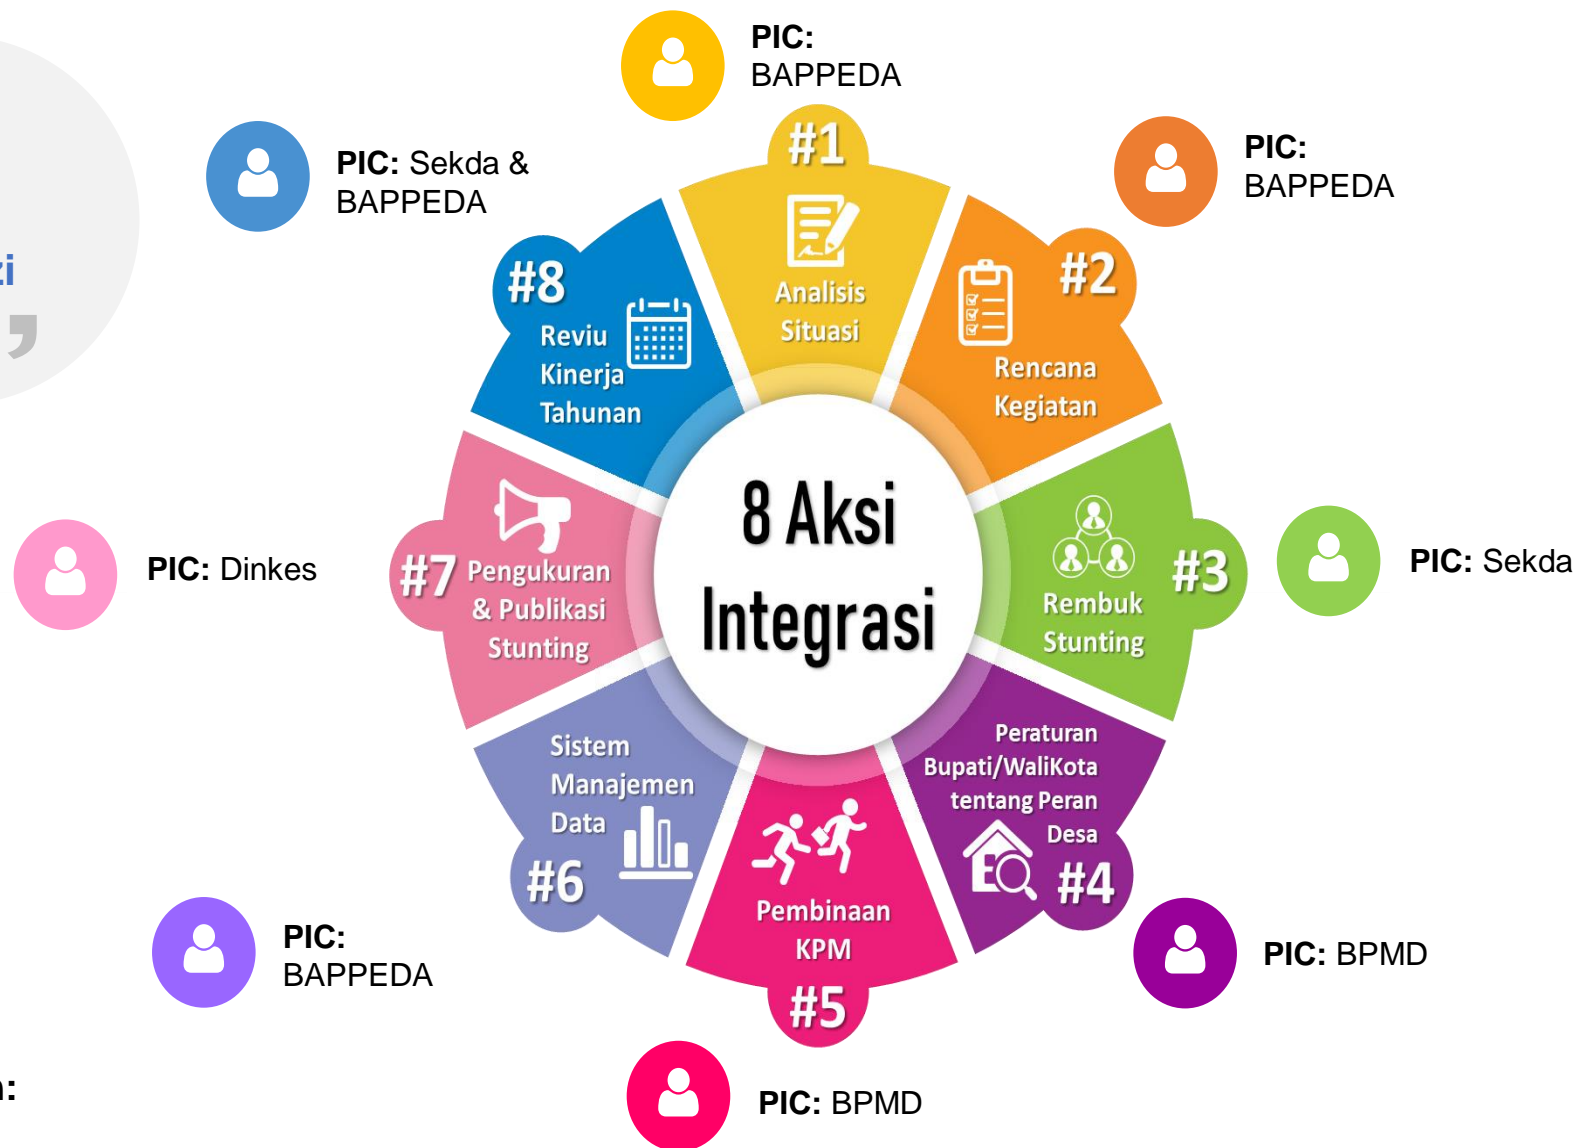 PIC:
BAPPEDA
#1
Analisis
Situasi
PIC:
BAPPEDA
#2
Rencana
Kegiatan
#3
Rembuk
Stunting
PIC: Sekda
Peraturan
Bupati/WaliKota
tentang Peran
Desa
#4
PIC: BPMD
Pembinaan
KPM
#5
PIC: BPMD
Sistem
Manajemen
Data
#6
PIC:
BAPPEDA
#7
Pengukuran
& Publikasi
Stunting
PIC: Dinkes
PIC: Sekda &
BAPPEDA
#8
Reviu
Kinerja
Tahunan
8 Aksi
Integrasi
zi
”